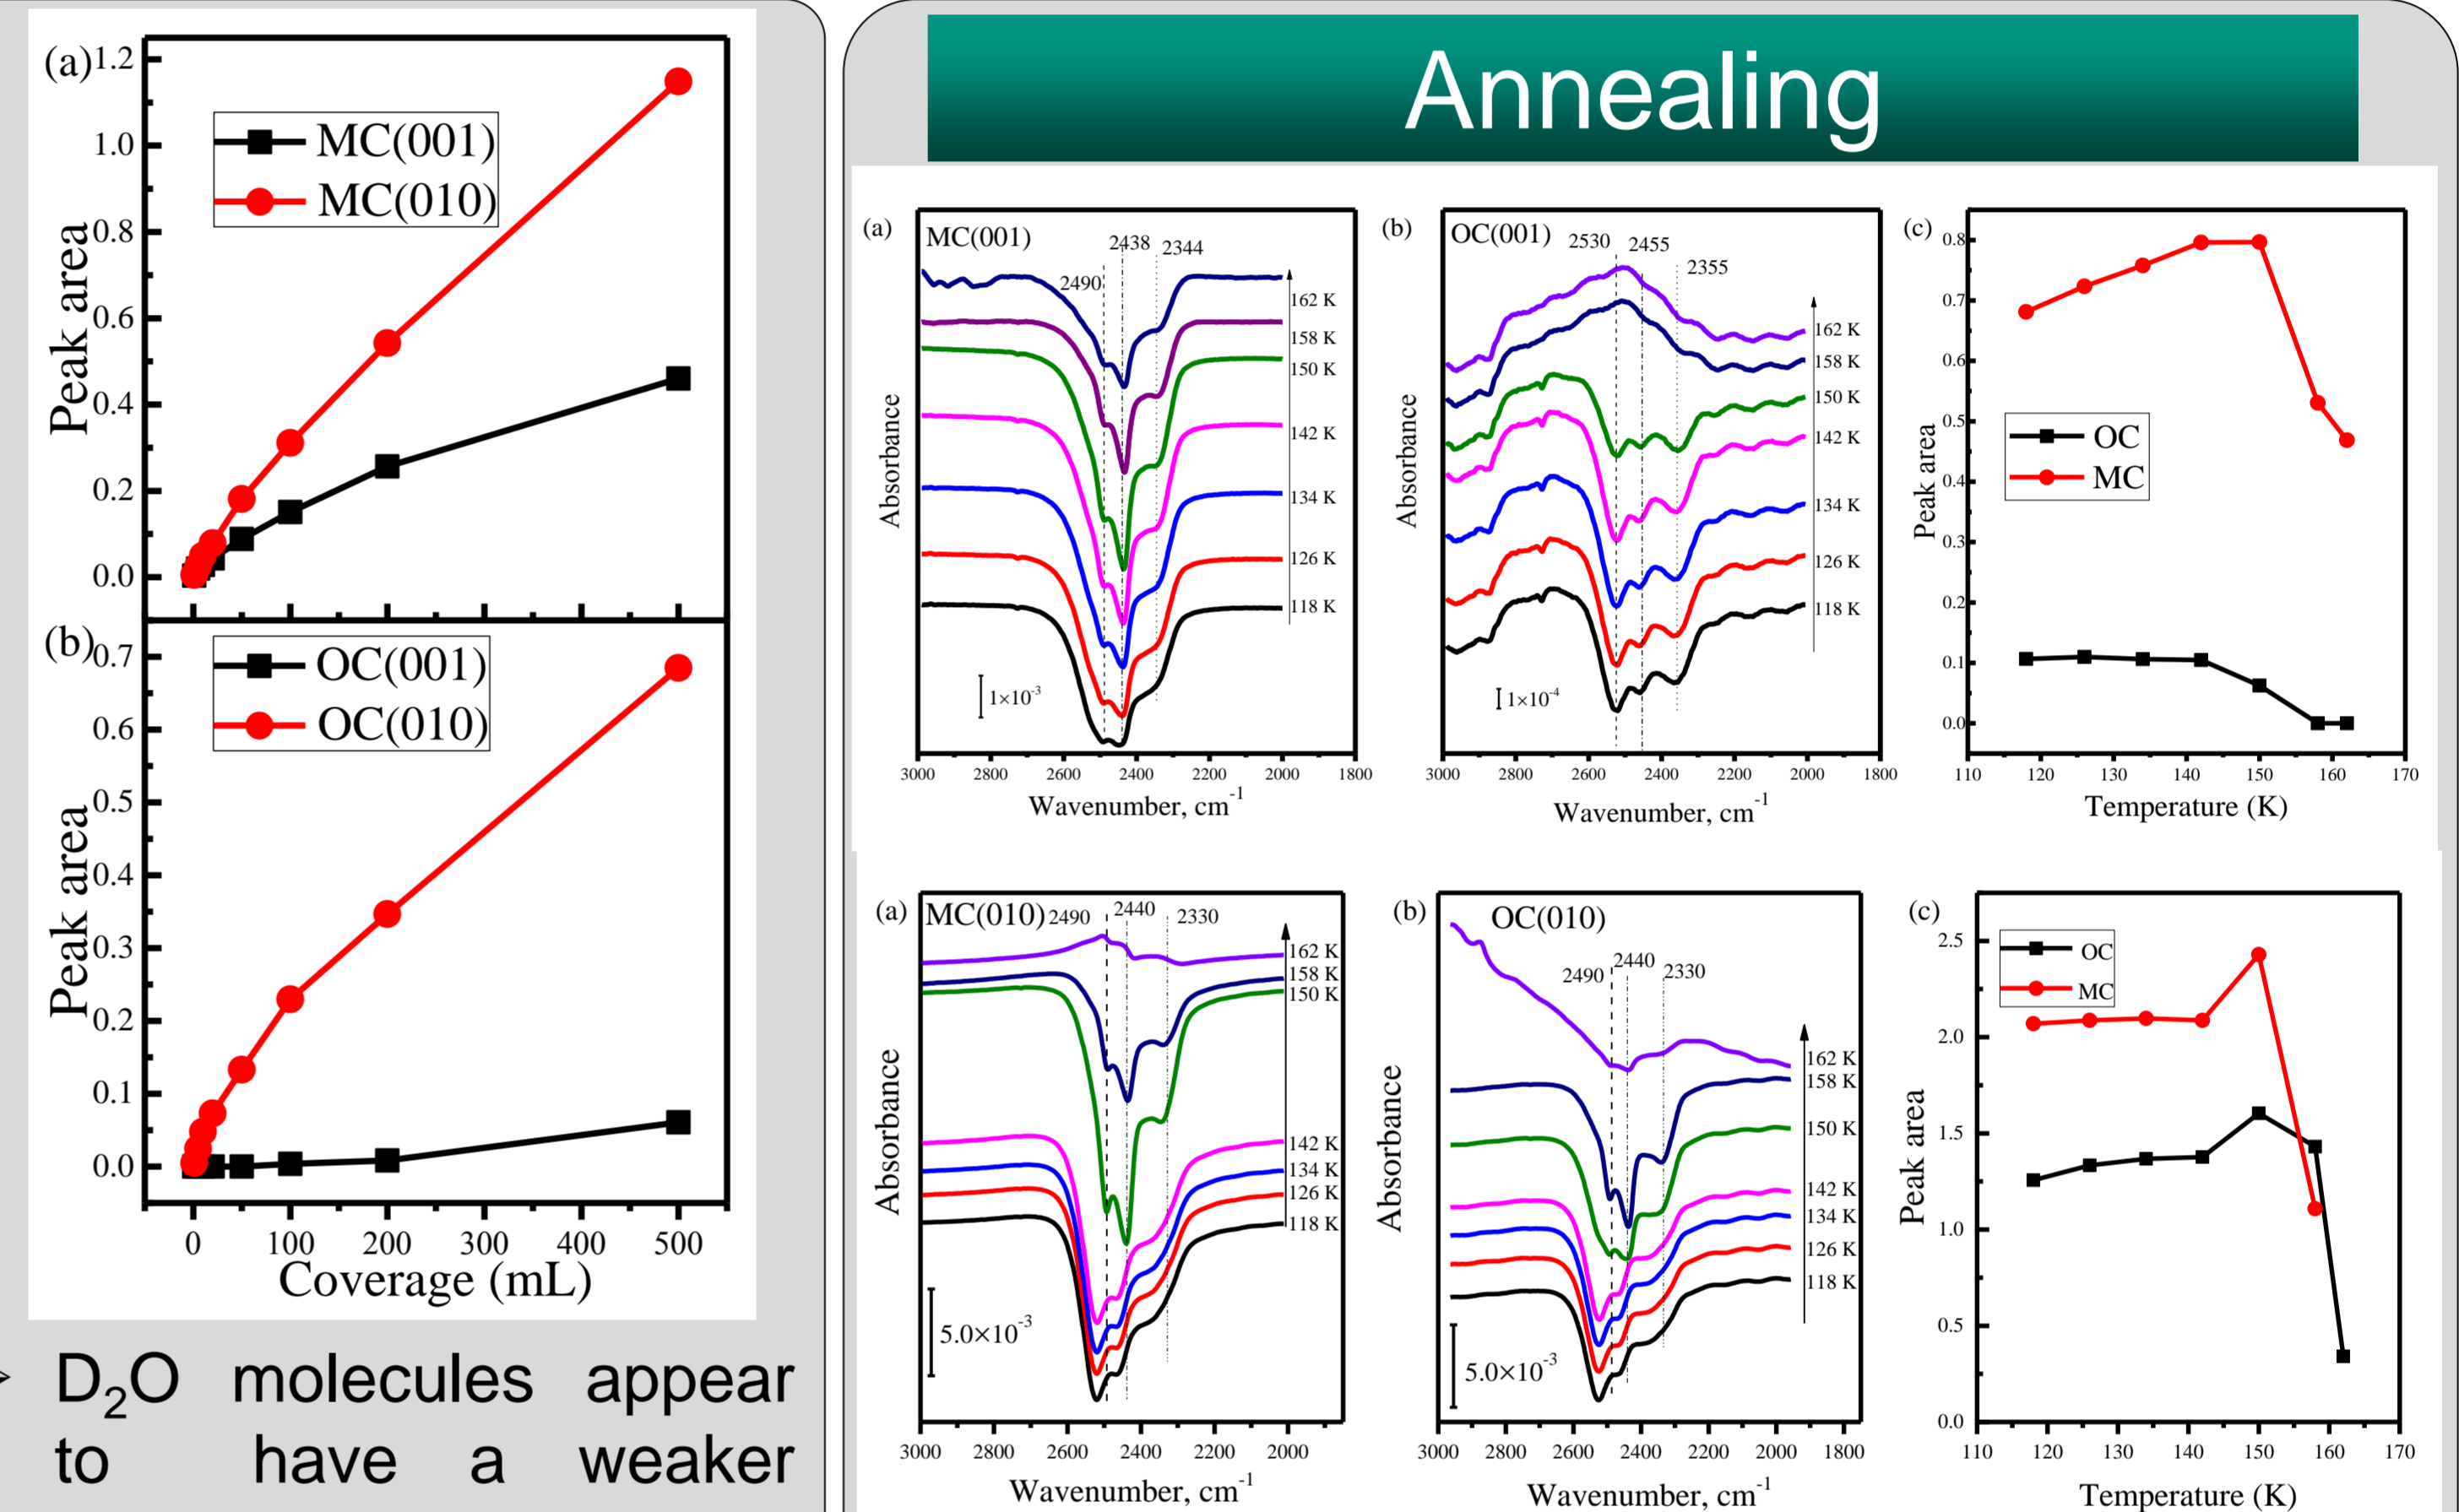 (a)
1.2
1.0
0.8
0.6
0.4
0.2
0.0
Peak area
MC(001)
MC(010)
(b)
0.7
0.6
0.5
0.4
0.3
0.2
0.1
0.0
Peak area
OC(001)
OC(010)
0 100 200 300 400 500
Coverage (mL)
➢ D₂O molecules appear
to have a weaker
Annealing
(a)
MC(001)
2490
2438
2344
162 K
158 K
150 K
142 K
134 K
126 K
118 K
1×10⁻³
Absorbance
3000 2800 2600 2400 2200 2000 1800
Wavenumber, cm⁻¹
(b)
OC(001)
2530
2455
2355
162 K
158 K
150 K
142 K
134 K
126 K
118 K
1×10⁻⁴
Absorbance
3000 2800 2600 2400 2200 2000 1800
Wavenumber, cm⁻¹
(c)
0.8
0.7
0.6
0.5
0.4
0.3
0.2
0.1
0.0
Peak area
OC
MC
110 120 130 140 150 160 170
Temperature (K)
(a)
MC(010)
2490
2440
2330
162 K
158 K
150 K
142 K
134 K
126 K
118 K
5.0×10⁻³
Absorbance
3000 2800 2600 2400 2200 2000
Wavenumber, cm⁻¹
(b)
OC(010)
2490
2440
2330
162 K
158 K
150 K
142 K
134 K
126 K
118 K
5.0×10⁻³
Absorbance
3000 2800 2600 2400 2200 2000 1800
Wavenumber, cm⁻¹
(c)
2.5
2.0
1.5
1.0
0.5
0.0
Peak area
OC
MC
110 120 130 140 150 160 170
Temperature (K)